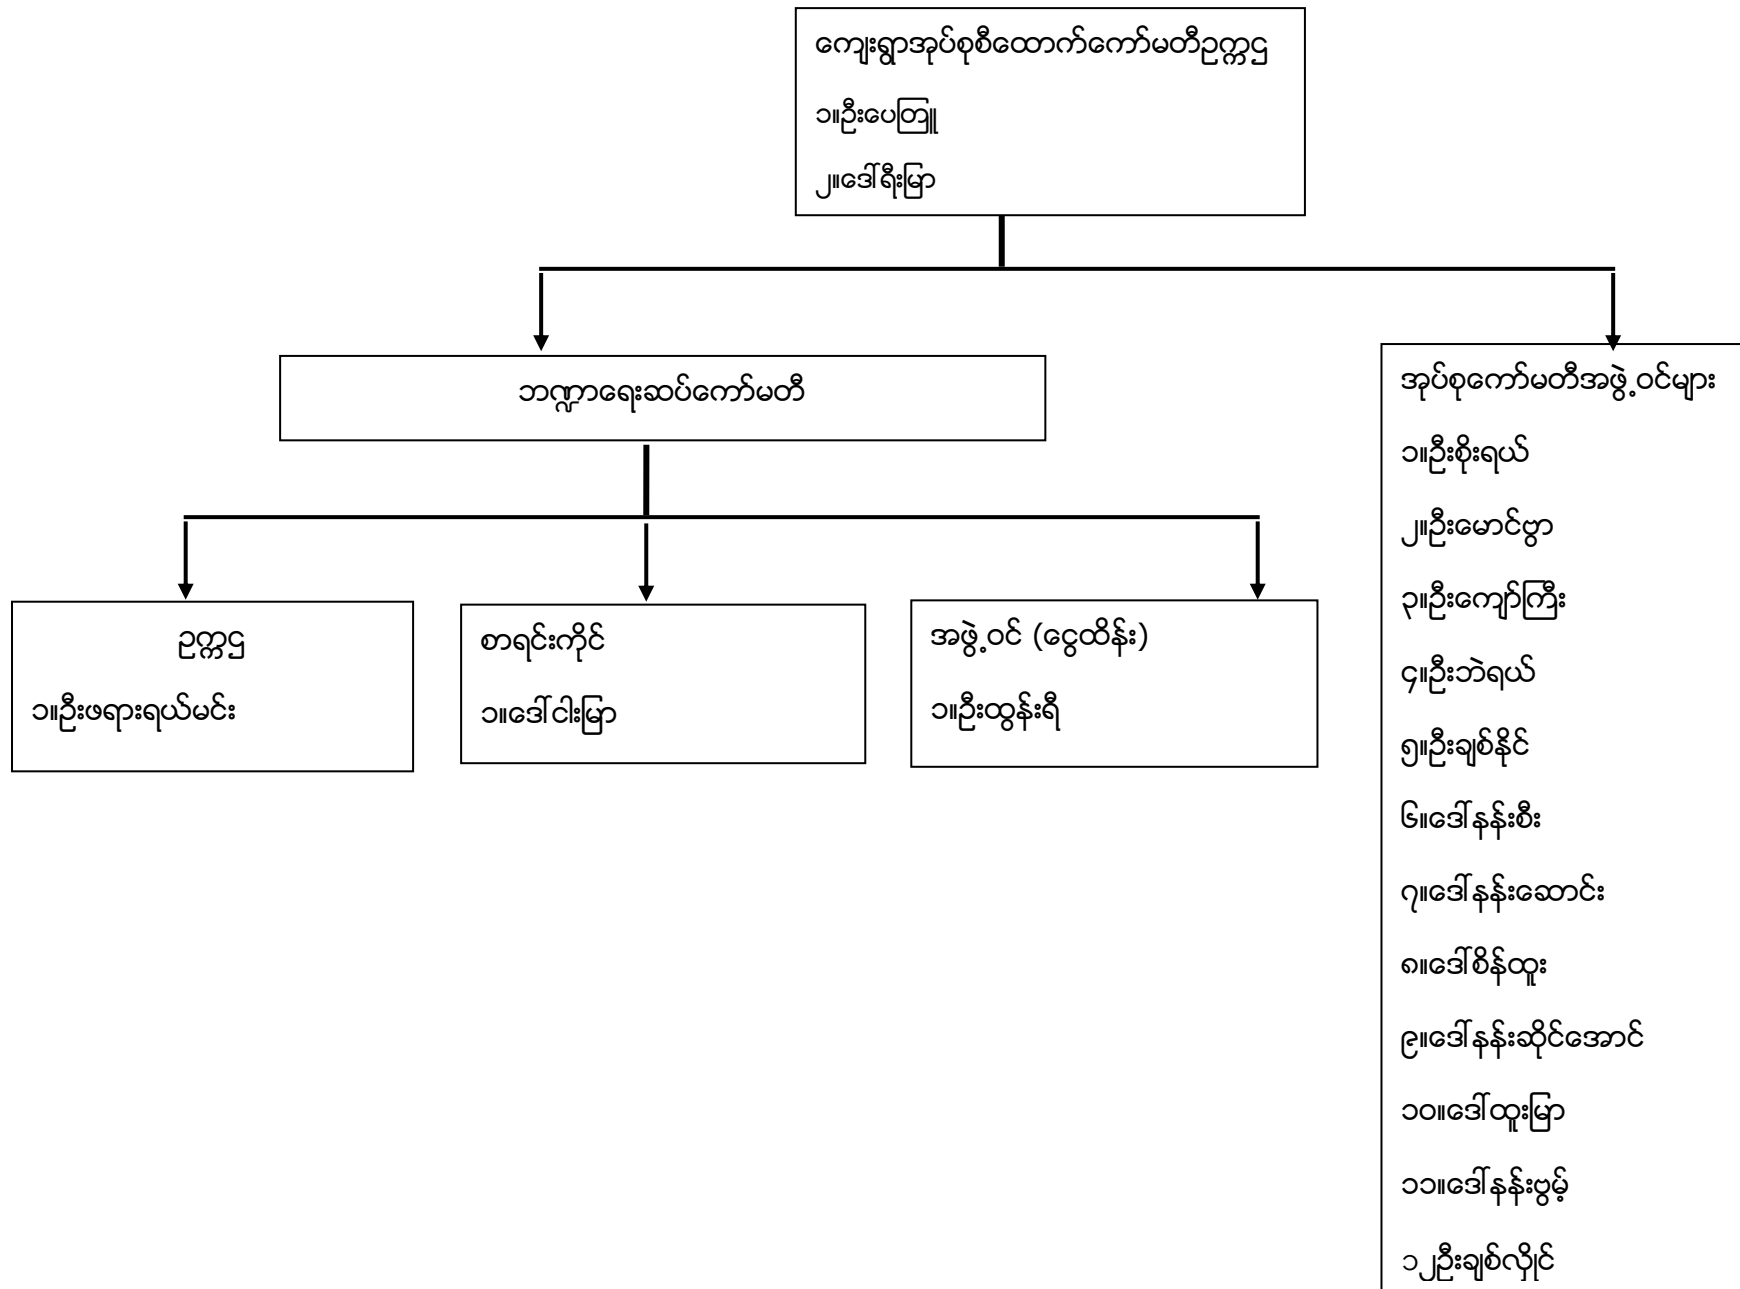 ကျေးရွာအုပ်စုစီထောက်ကော်မတီဥက္ကဌ
၁။ဦးပေတြူ
၂။ဒေါ်ရီးမြာ
ဘဏ္ဍာရေးဆပ်ကော်မတီ
ဥက္ကဌ
၁။ဦးဖရားရယ်မင်း
စာရင်းကိုင်
၁။ဒေါ်ငါးမြာ
အဖွဲ့ဝင် (ငွေထိန်း)
၁။ဦးထွန်းရီ
အုပ်စုကော်မတီအဖွဲ့ဝင်များ
၁။ဦးစိုးရယ်
၂။ဦးမောင်ဗွာ
၃။ဦးကျော်ကြီး
၄။ဦးဘဲရယ်
၅။ဦးချစ်နိုင်
၆။ဒေါ်နန်းစီး
၇။ဒေါ်နန်းဆောင်း
၈။ဒေါ်စိန်ထူး
၉။ဒေါ်နန်းဆိုင်အောင်
၁၀။ဒေါ်ထူးမြာ
၁၁။ဒေါ်နန်းဗွမ့်
၁၂ဦးချစ်လှိုင်